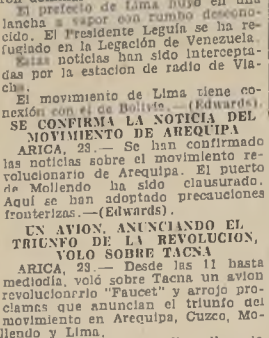 El prefecto de Lima huyó en una
lancha a vapor con rumbo descono-
cido. El Presidente Leguía se ha re-
fugiado en la Legación de Venezuela.
Estas noticias han sido intercepta-
das por la estación de radio de Via-
cha.
El movimiento de Lima tiene co-
nexión con el de Bolivia.—(Edwards).
SE CONFIRMA LA NOTICIA DEL
MOVIMIENTO DE AREQUIPA
ARICA, 23.— Se han confirmado
las noticias sobre el movimiento re-
volucionario de Arequipa. El puerto
de Mollendo ha sido clausurado.
Aquí se han adoptado precauciones
fronterizas.—(Edwards).
UN AVION, ANUNCIANDO EL
TRIUNFO DE LA REVOLUCION,
VOLO SOBRE TACNA
ARICA, 23.— Desde las 11 hasta
mediodía, voló sobre Tacna un avión
revolucionario "Faucet" y arrojó pro-
clamas que anuncian el triunfo del
movimiento en Arequipa, Cuzco, Mo-
llendo y Lima.